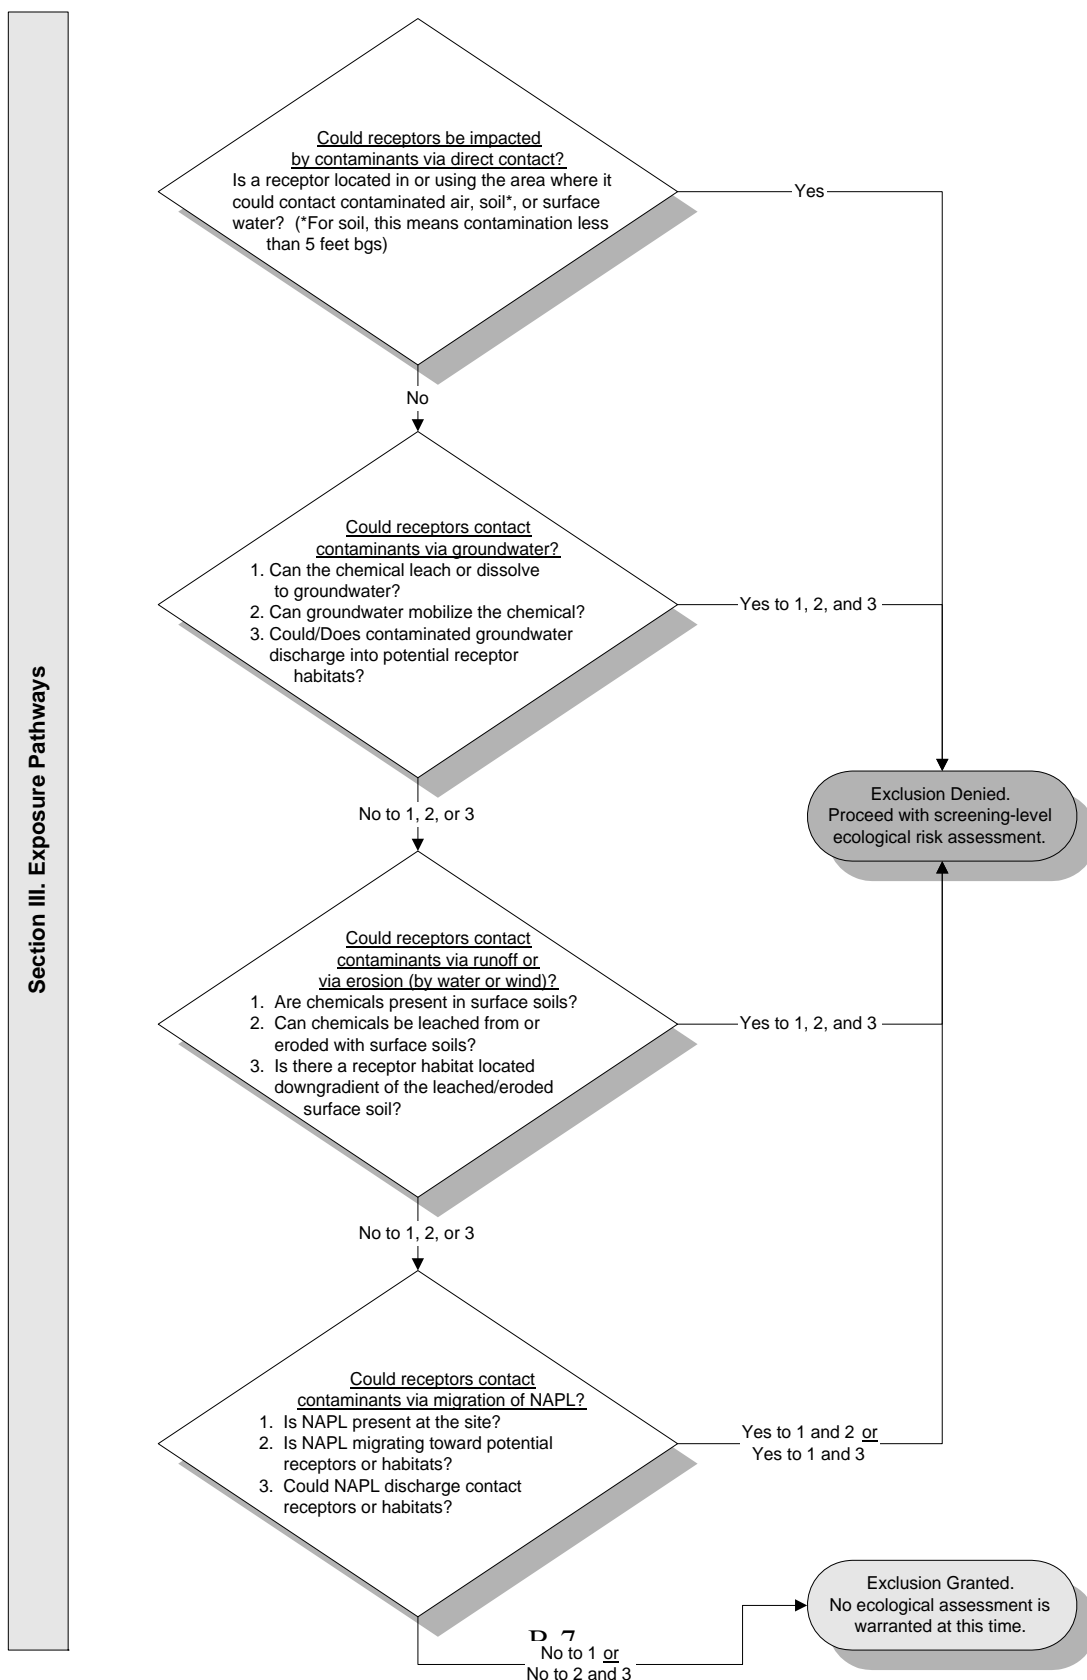 Section III. Exposure Pathways
Could receptors be impacted
by contaminants via direct contact?
Is a receptor located in or using the area where it
could contact contaminated air, soil*, or surface
water? (*For soil, this means contamination less
than 5 feet bgs)
Yes
No
Could receptors contact
contaminants via groundwater?
1. Can the chemical leach or dissolve
to groundwater?
2. Can groundwater mobilize the chemical?
3. Could/Does contaminated groundwater
discharge into potential receptor
habitats?
Yes to 1, 2, and 3
Exclusion Denied.
Proceed with screening-level
ecological risk assessment.
No to 1, 2, or 3
Could receptors contact
contaminants via runoff or
via erosion (by water or wind)?
1. Are chemicals present in surface soils?
2. Can chemicals be leached from or
eroded with surface soils?
3. Is there a receptor habitat located
downgradient of the leached/eroded
surface soil?
Yes to 1, 2, and 3
No to 1, 2, or 3
Could receptors contact
contaminants via migration of NAPL?
1. Is NAPL present at the site?
2. Is NAPL migrating toward potential
receptors or habitats?
3. Could NAPL discharge contact
receptors or habitats?
Yes to 1 and 2 or
Yes to 1 and 3
Exclusion Granted.
No ecological assessment is
warranted at this time.
No to 1 or
No to 2 and 3